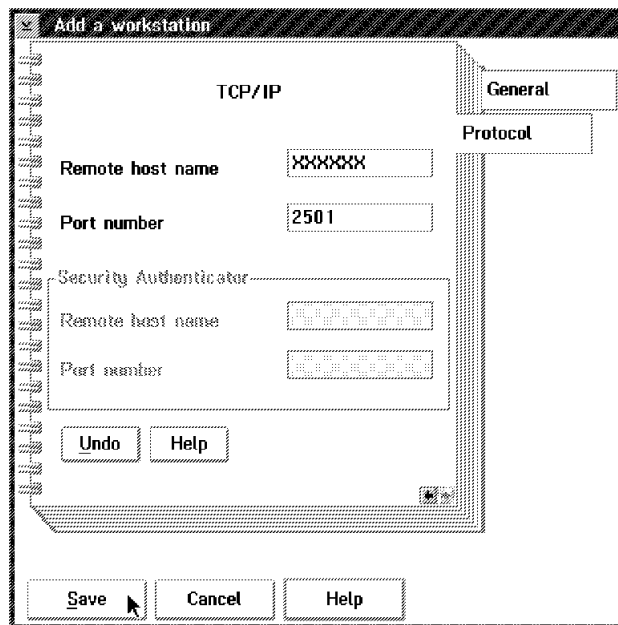 Add a workstation
TCP/IP
General
Protocol
Remote host name XXXXXX
Port number 2501
Security Authenticator
Remote host name
Port number
Undo Help
Save Cancel Help